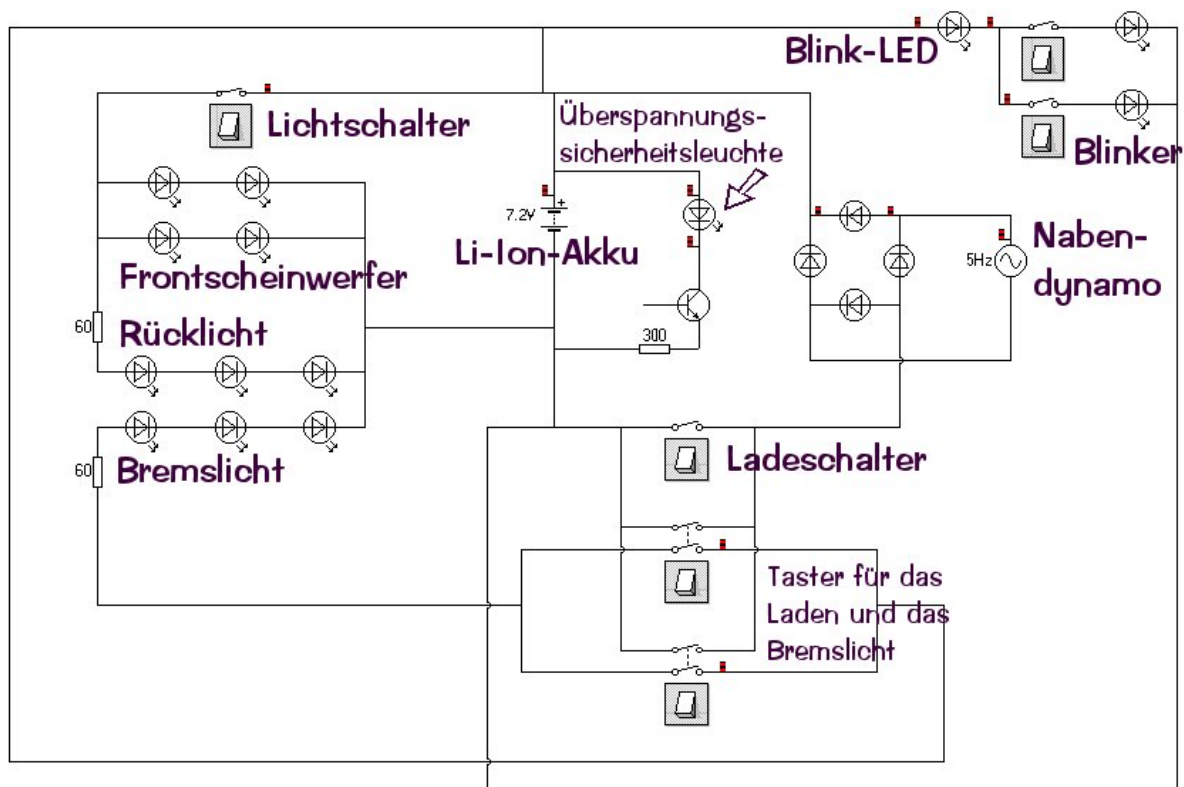 Blink-LED
Lichtschalter
Überspannungs-
sicherheitsleuchte
Blinker
7.2V
+
Li-Ion-Akku
5Hz
Naben-
dynamo
Frontscheinwerfer
60
Rücklicht
300
60
Bremslicht
Ladeschalter
Taster für das
Laden und das
Bremslicht